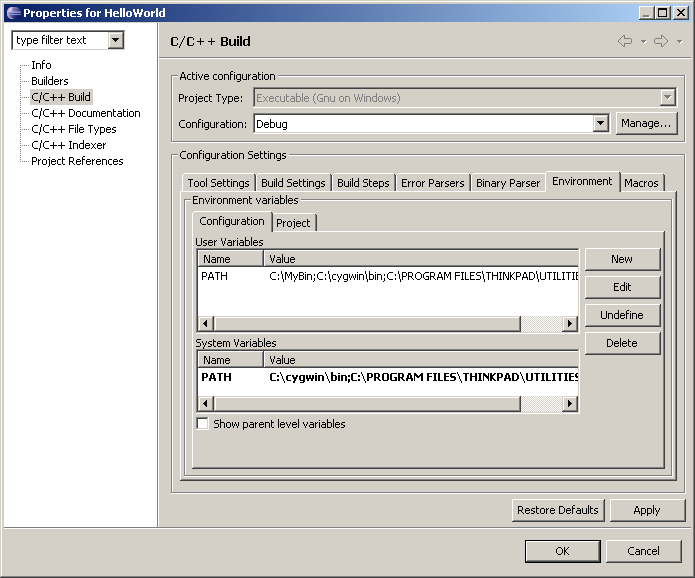 Properties for HelloWorld
type filter text
Info
Builders
C/C++ Build
C/C++ Documentation
C/C++ File Types
C/C++ Indexer
Project References
C/C++ Build
Active configuration
Project Type: Executable (Gnu on Windows)
Configuration: Debug Manage...
Configuration Settings
Tool Settings Build Settings Build Steps Error Parsers Binary Parser Environment Macros
Environment variables
Configuration Project
User Variables
Name Value
PATH C:\MyBin;C:\cygwin\bin;C:\PROGRAM FILES\THINKPAD\UTILITIE
New
Edit
Undefine
Delete
System Variables
Name Value
PATH C:\cygwin\bin;C:\PROGRAM FILES\THINKPAD\UTILITIES
Show parent level variables
Restore Defaults Apply
OK Cancel